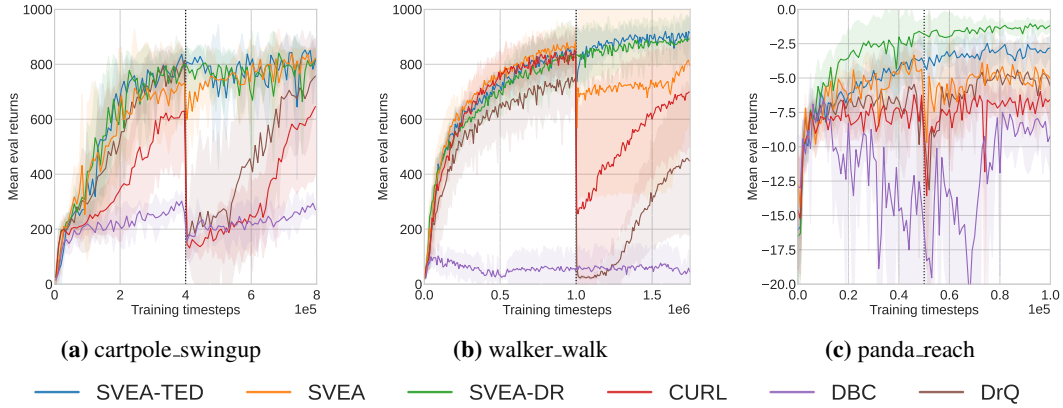 1000
800
600
400
200
0
Mean eval returns
0
2
4
6
8
Training timesteps
1e5
1000
800
600
400
200
0
Mean eval returns
0.0
0.5
1.0
1.5
Training timesteps
1e6
0.0
−2.5
−5.0
−7.5
−10.0
−12.5
−15.0
−17.5
−20.0
Mean eval returns
0.0
0.2
0.4
0.6
0.8
1.0
Training timesteps
1e5
(a) cartpole_swingup
(b) walker_walk
(c) panda_reach
SVEA-TED SVEA SVEA-DR CURL DBC DrQ